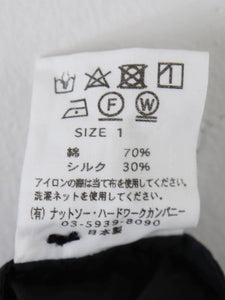 F W
SIZE 1
綿 70%
シルク 30%
アイロンの際は当て布を使用して下さい。
洗濯ネットを使用して下さい。
(有) ナットソー・ハードワークカンパニー
03-5939-8090
日本製